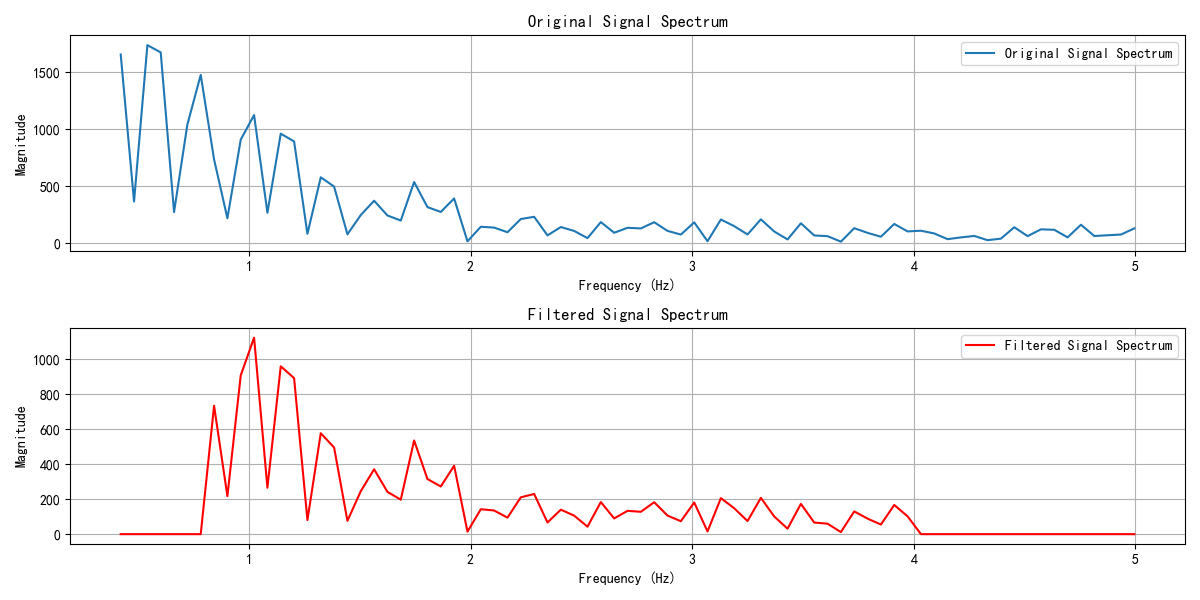 Original Signal Spectrum
Original Signal Spectrum
Magnitude
1500
1000
500
0
1 2 3 4 5
Frequency (Hz)
Filtered Signal Spectrum
Filtered Signal Spectrum
Magnitude
1000
800
600
400
200
0
1 2 3 4 5
Frequency (Hz)